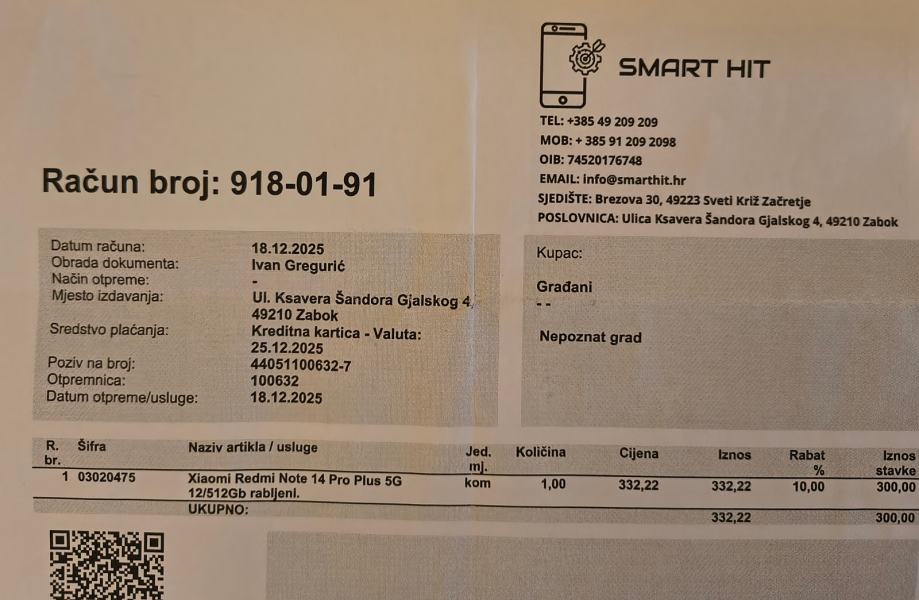 SMART HIT
TEL: +385 49 209 209
MOB: + 385 91 209 2098
OIB: 74520176748
EMAIL: info@smarthit.hr
SJEDIŠTE: Brezova 30, 49223 Sveti Križ Začretje
POSLOVNICA: Ulica Ksavera Šandora Gjalskog 4, 49210 Zabok
Račun broj: 918-01-91
Datum računa: 18.12.2025
Obrada dokumenta: Ivan Gregurić
Način otpreme: -
Mjesto izdavanja: Ul. Ksavera Šandora Gjalskog 4,
49210 Zabok
Sredstvo plaćanja: Kreditna kartica - Valuta:
25.12.2025
Poziv na broj: 44051100632-7
Otpremnica: 100632
Datum otpreme/usluge: 18.12.2025
Kupac:
Građani
- -
Nepoznat grad
R. Šifra Naziv artikla / usluge Jed. Količina Cijena Iznos Rabat Iznos
br. mj. % stavke
1 03020475 Xiaomi Redmi Note 14 Pro Plus 5G kom 1,00 332,22 332,22 10,00 300,00
12/512Gb rabljenI.
UKUPNO: 332,22 300,00